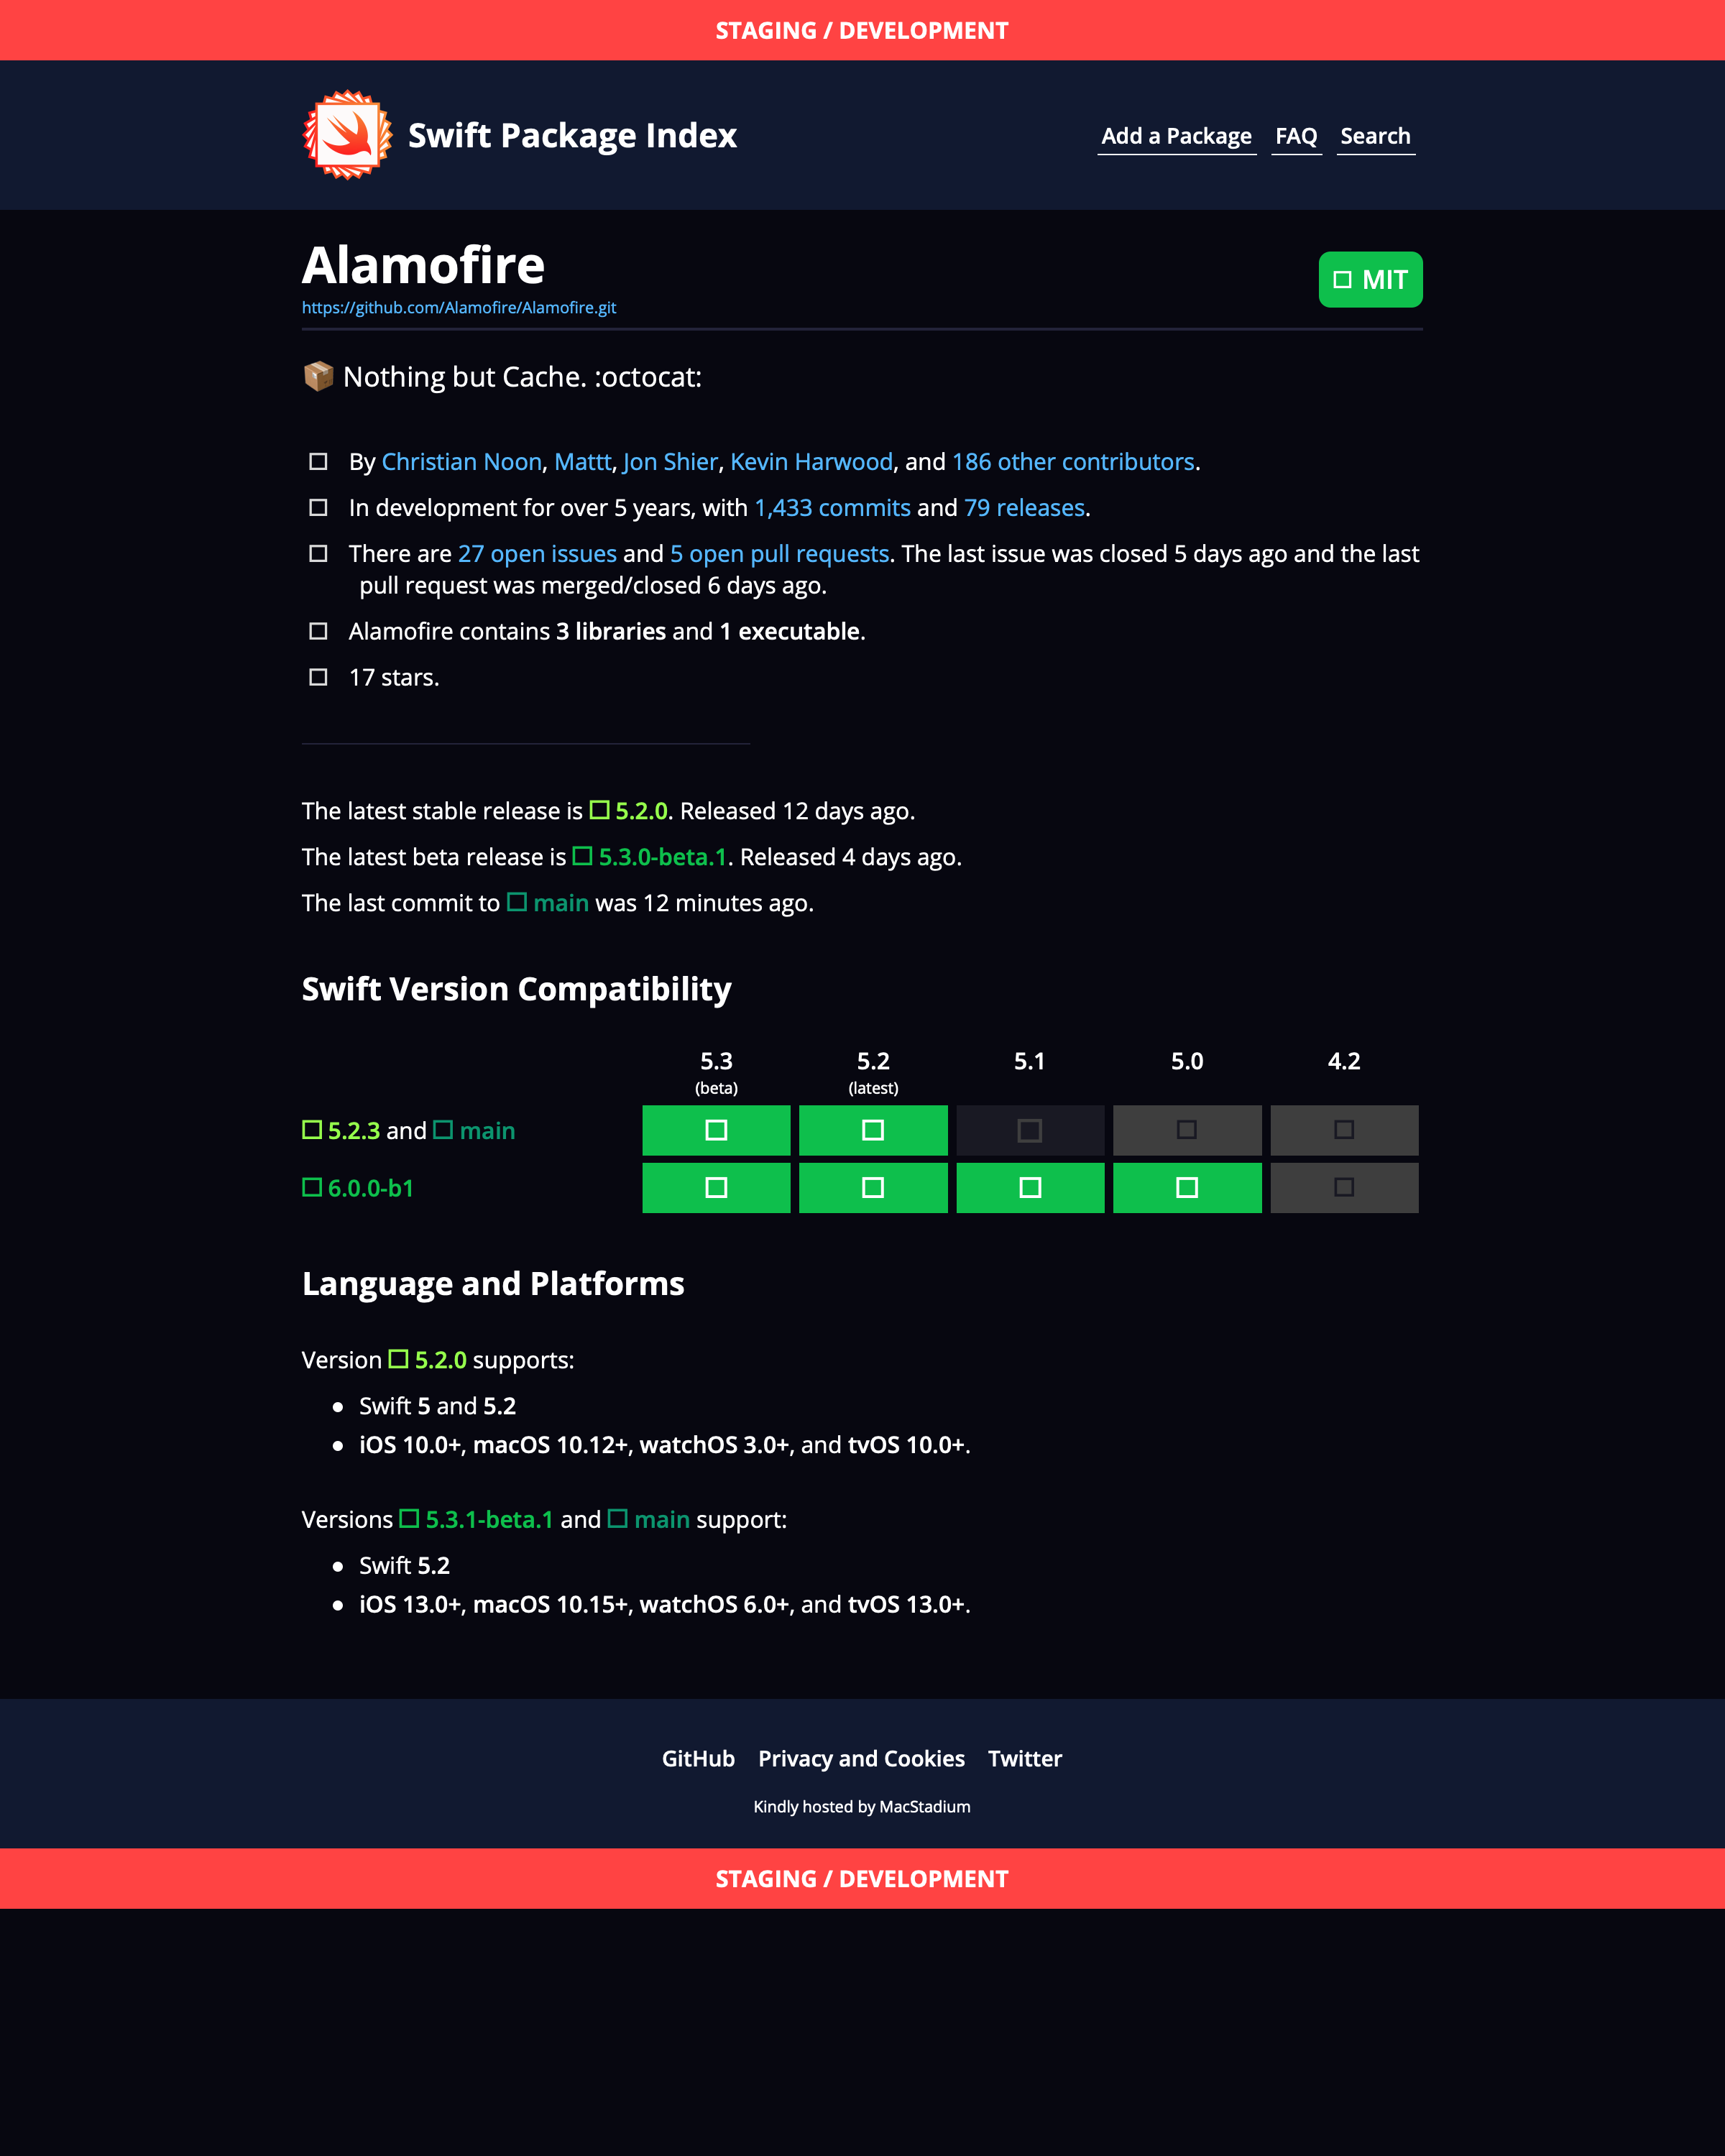 STAGING / DEVELOPMENT
Swift Package Index
Add a Package FAQ Search
Alamofire
MIT
https://github.com/Alamofire/Alamofire.git
📦 Nothing but Cache. :octocat:
By Christian Noon, Mattt, Jon Shier, Kevin Harwood, and 186 other contributors.
In development for over 5 years, with 1,433 commits and 79 releases.
There are 27 open issues and 5 open pull requests. The last issue was closed 5 days ago and the last
pull request was merged/closed 6 days ago.
Alamofire contains 3 libraries and 1 executable.
17 stars.
The latest stable release is 5.2.0. Released 12 days ago.
The latest beta release is 5.3.0-beta.1. Released 4 days ago.
The last commit to main was 12 minutes ago.
Swift Version Compatibility
5.3 5.2 5.1 5.0 4.2
(beta) (latest)
5.2.3 and main
6.0.0-b1
Language and Platforms
Version 5.2.0 supports:
• Swift 5 and 5.2
• iOS 10.0+, macOS 10.12+, watchOS 3.0+, and tvOS 10.0+.
Versions 5.3.1-beta.1 and main support:
• Swift 5.2
• iOS 13.0+, macOS 10.15+, watchOS 6.0+, and tvOS 13.0+.
GitHub Privacy and Cookies Twitter
Kindly hosted by MacStadium
STAGING / DEVELOPMENT